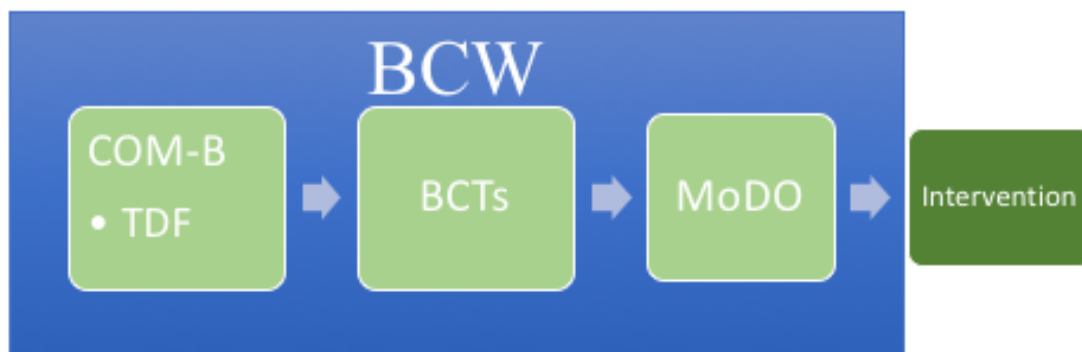 BCW
COM-B
• TDF
BCTs
MoDO
Intervention